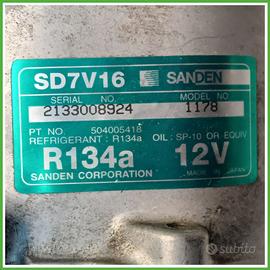 SD7V16 SANDEN
SERIAL NO. MODEL NO.
2133008924 1178
PT NO. 504005418
REFRIGERANT : R134a OIL : SP-10 OR EQUIV
R134a 12V
SANDEN CORPORATION MADE IN JAPAN
subito